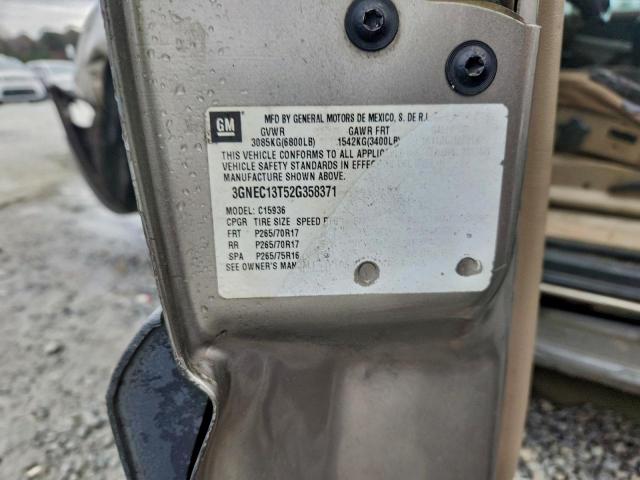 GM
MFD BY GENERAL MOTORS DE MEXICO, S. DE R.L.
GVWR GAWR FRT
3085KG(6800LB) 1542KG(3400LB)
THIS VEHICLE CONFORMS TO ALL APPLIC
VEHICLE SAFETY STANDARDS IN EFFEC
MANUFACTURE SHOWN ABOVE.
3GNEC13T52G358371
MODEL: C15936
CPGR TIRE SIZE SPEED
FRT P265/70R17
RR P265/70R17
SPA P265/75R16
SEE OWNER'S MAN